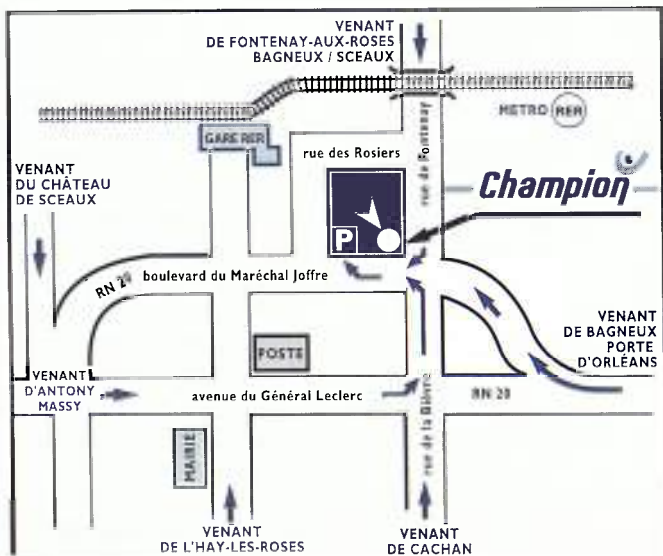 VENANT
DE FONTENAY-AUX-ROSES
BAGNEUX / SCEAUX
METRO RER
GARE RER
rue des Rosiers
rue de Fontenay
VENANT
DU CHÂTEAU
DE SCEAUX
Champion
P
RN 20
boulevard du Maréchal Joffre
VENANT
DE BAGNEUX
PORTE
D'ORLÉANS
POSTE
VENANT
D'ANTONY
MASSY
avenue du Général Leclerc
rue de la Bièvre
RN 20
MAIRIE
VENANT
DE L'HAY-LES-ROSES
VENANT
DE CACHAN